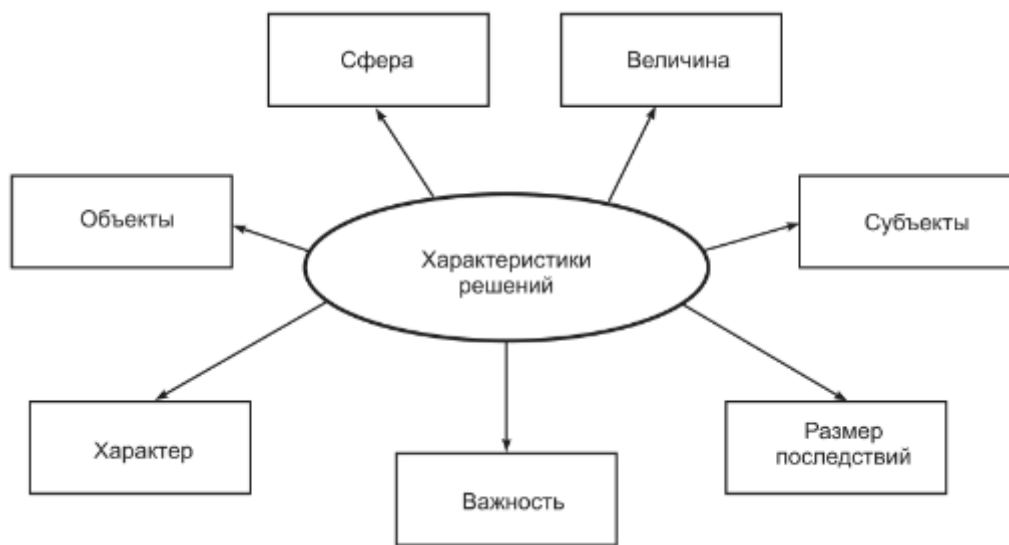 Сфера
Величина
Объекты
Субъекты
Характеристики
решений
Характер
Важность
Размер
последствий